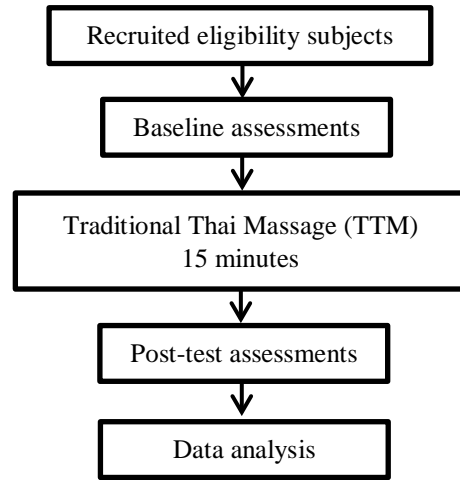 Recruited eligibility subjects
Baseline assessments
Traditional Thai Massage (TTM)
15 minutes
Post-test assessments
Data analysis